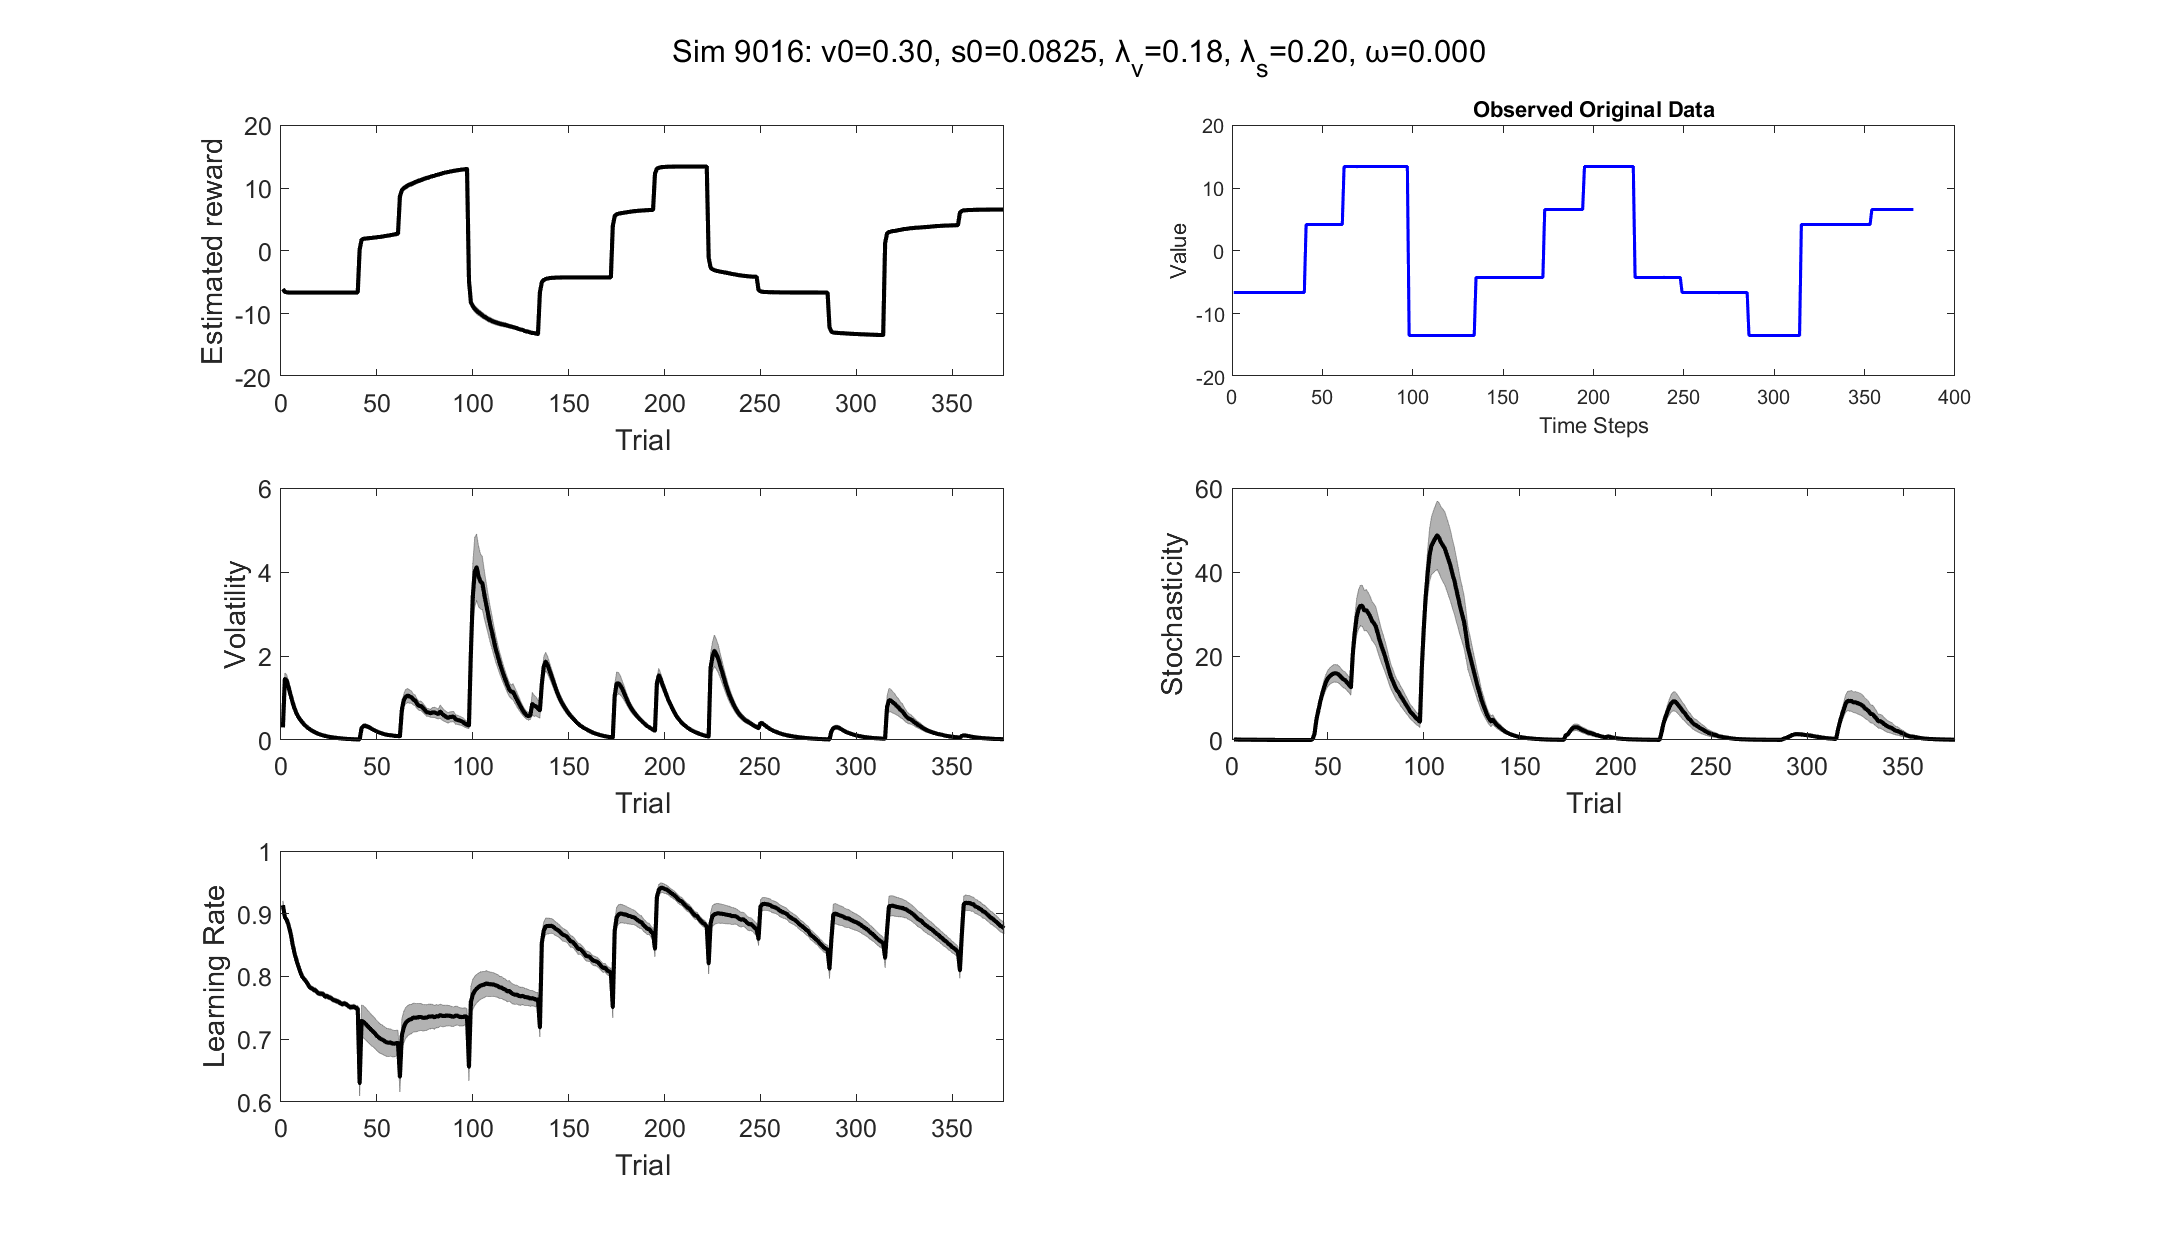 Sim 9016: v0=0.30, s0=0.0825, λ_v=0.18, λ_s=0.20, ω=0.000
Estimated reward
20
10
0
-10
-20
0 50 100 150 200 250 300 350
Trial
Observed Original Data
Value
20
10
0
-10
-20
0 50 100 150 200 250 300 350 400
Time Steps
Volatility
6
4
2
0
0 50 100 150 200 250 300 350
Trial
Stochasticity
60
40
20
0
0 50 100 150 200 250 300 350
Trial
Learning Rate
1
0.9
0.8
0.7
0.6
0 50 100 150 200 250 300 350
Trial